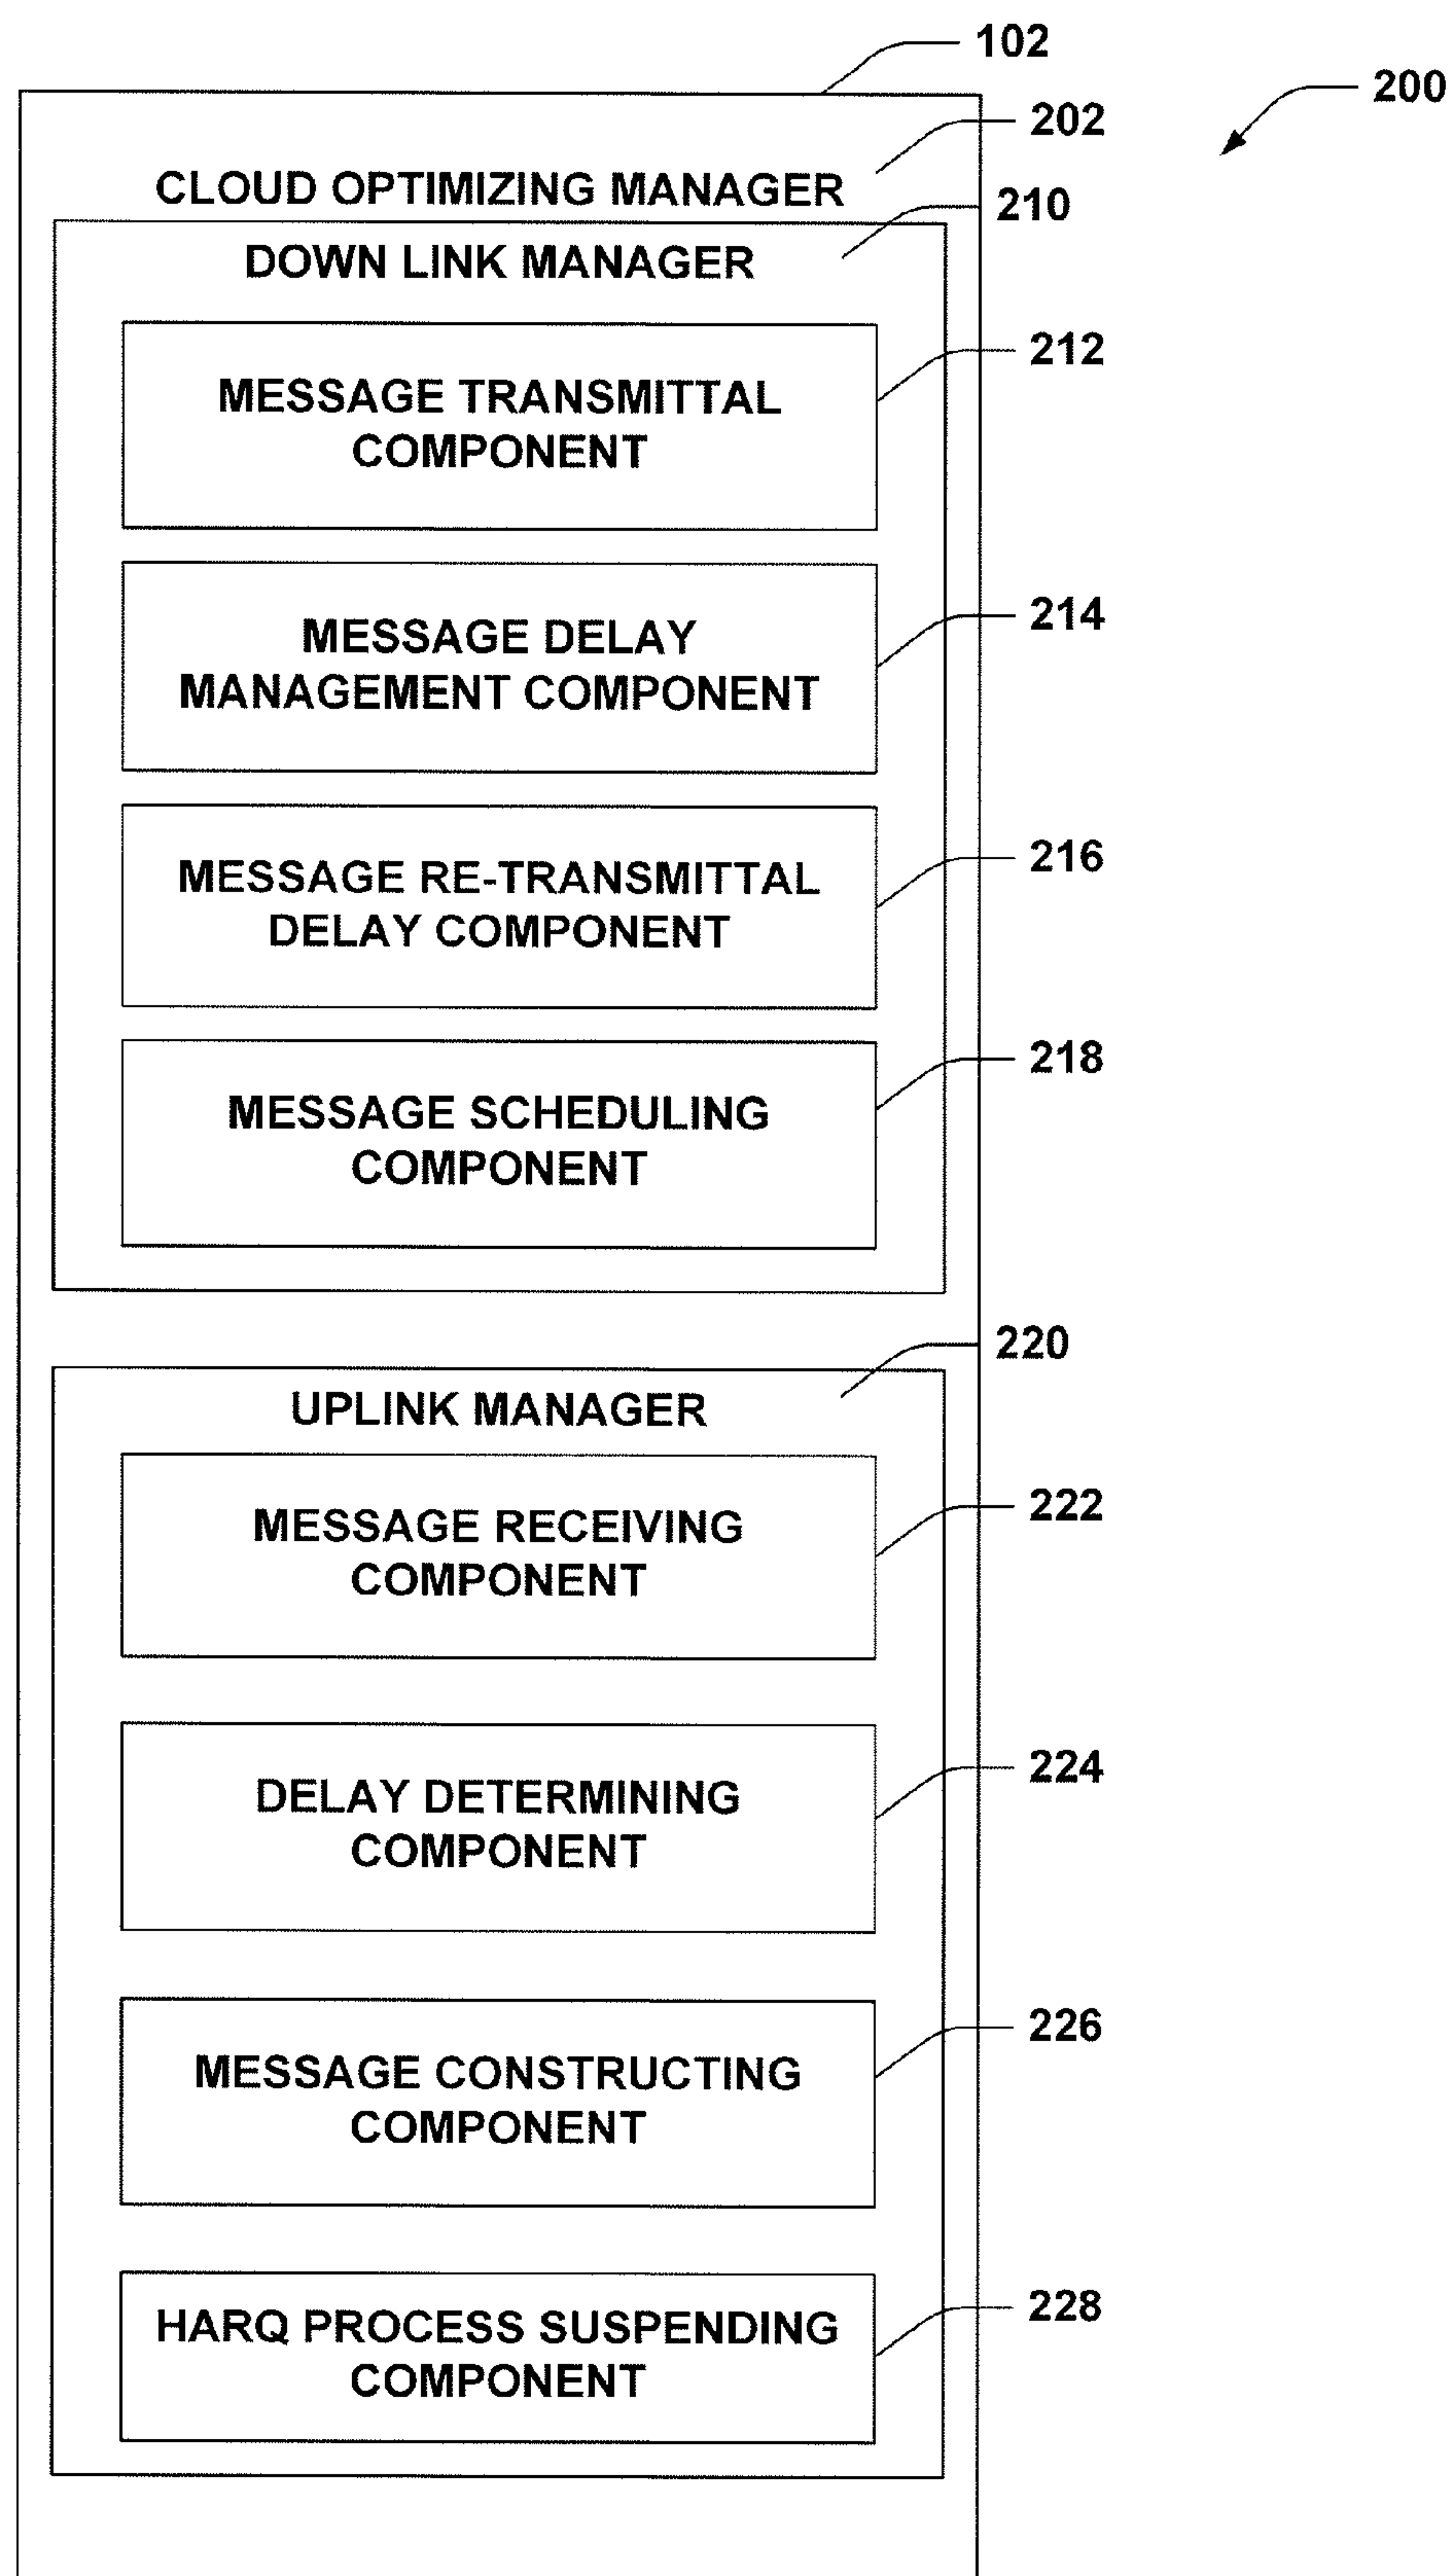 102
200
202
CLOUD OPTIMIZING MANAGER
210
DOWN LINK MANAGER
212
MESSAGE TRANSMITTAL
COMPONENT
214
MESSAGE DELAY
MANAGEMENT COMPONENT
216
MESSAGE RE-TRANSMITTAL
DELAY COMPONENT
218
MESSAGE SCHEDULING
COMPONENT
220
UPLINK MANAGER
222
MESSAGE RECEIVING
COMPONENT
224
DELAY DETERMINING
COMPONENT
226
MESSAGE CONSTRUCTING
COMPONENT
228
HARQ PROCESS SUSPENDING
COMPONENT